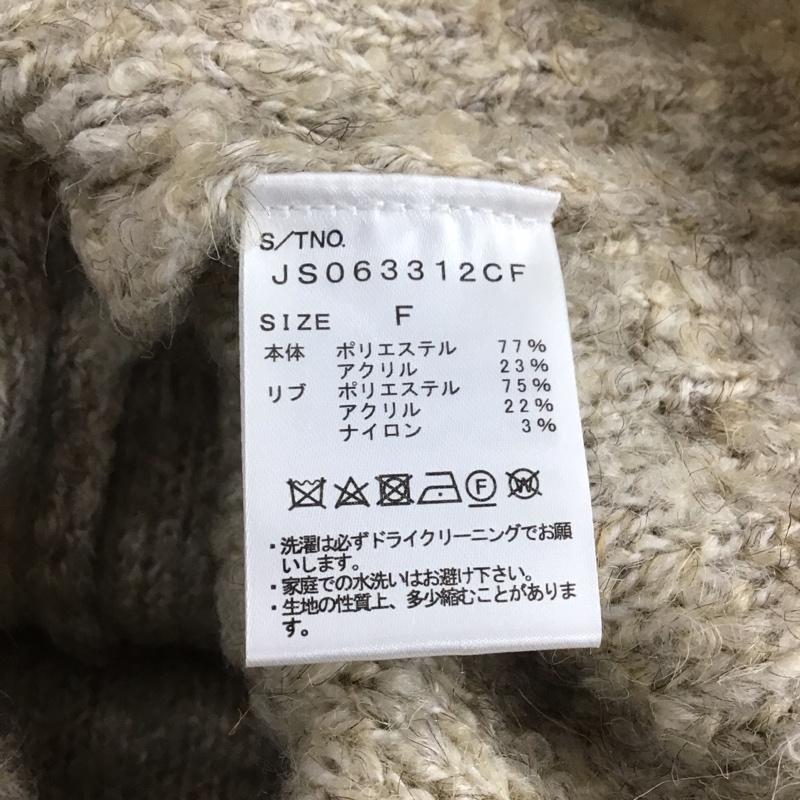 S/TNO.
JS063312CF
SIZE F
本体 ポリエステル 77%
アクリル 23%
リブ ポリエステル 75%
アクリル 22%
ナイロン 3%
F W
・洗濯は必ずドライクリーニングでお願
いします。
・家庭での水洗いはお避け下さい。
・生地の性質上、多少縮むことがありま
す。